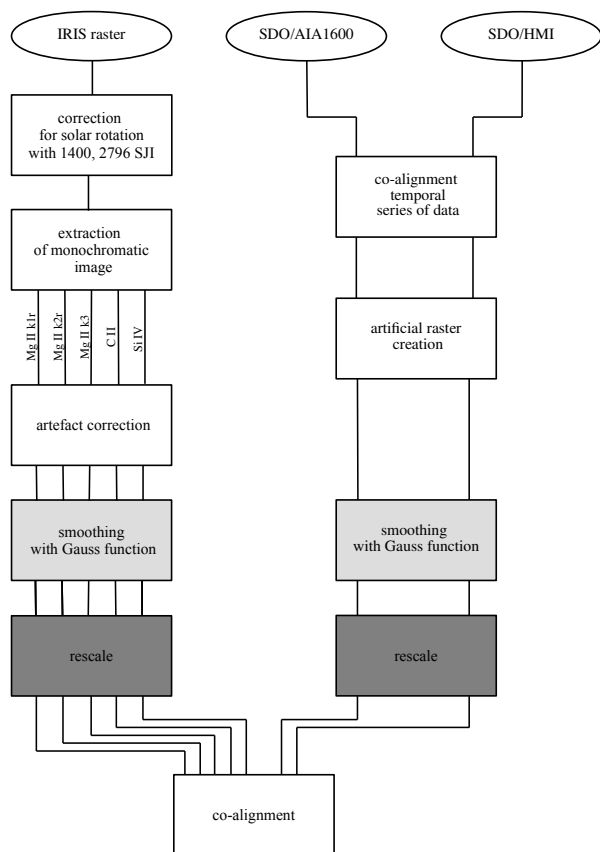 IRIS raster
SDO/AIA1600
SDO/HMI
correction
for solar rotation
with 1400, 2796 SJI
co-alignment
temporal
series of data
extraction
of monochromatic
image
Mg II k1r
Mg II k2r
Mg II k3
C II
Si IV
artificial raster
creation
artefact correction
smoothing
with Gauss function
smoothing
with Gauss function
rescale
rescale
co-alignment